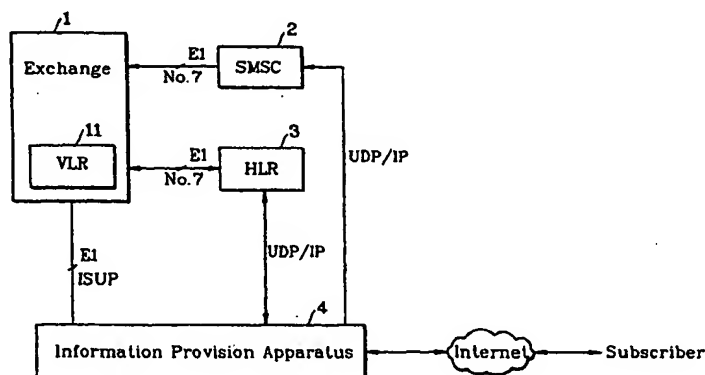 1
Exchange
E1
No.7
2
SMSC
11
VLR
E1
No.7
3
HLR
UDP/IP
E1
ISUP
UDP/IP
4
Information Provision Apparatus
Internet
Subscriber